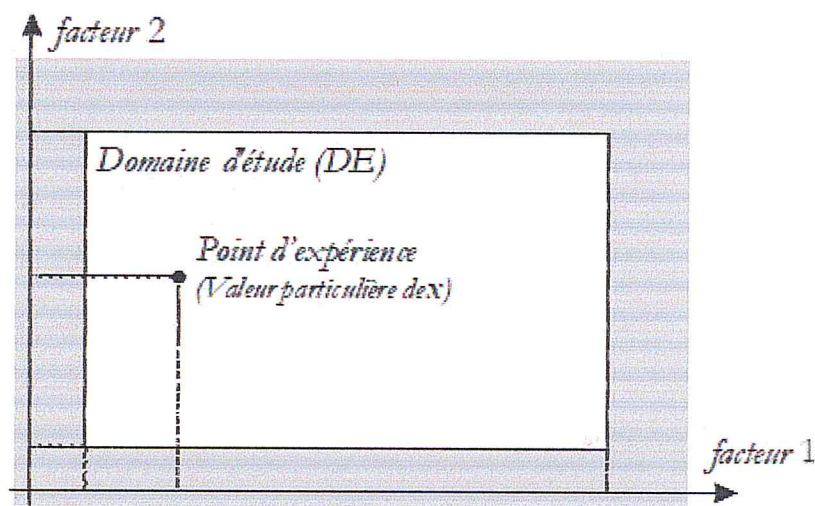 facteur 2
Domaine d'étude (DE)
Point d'expérience
(Valeur particulière de x)
facteur 1